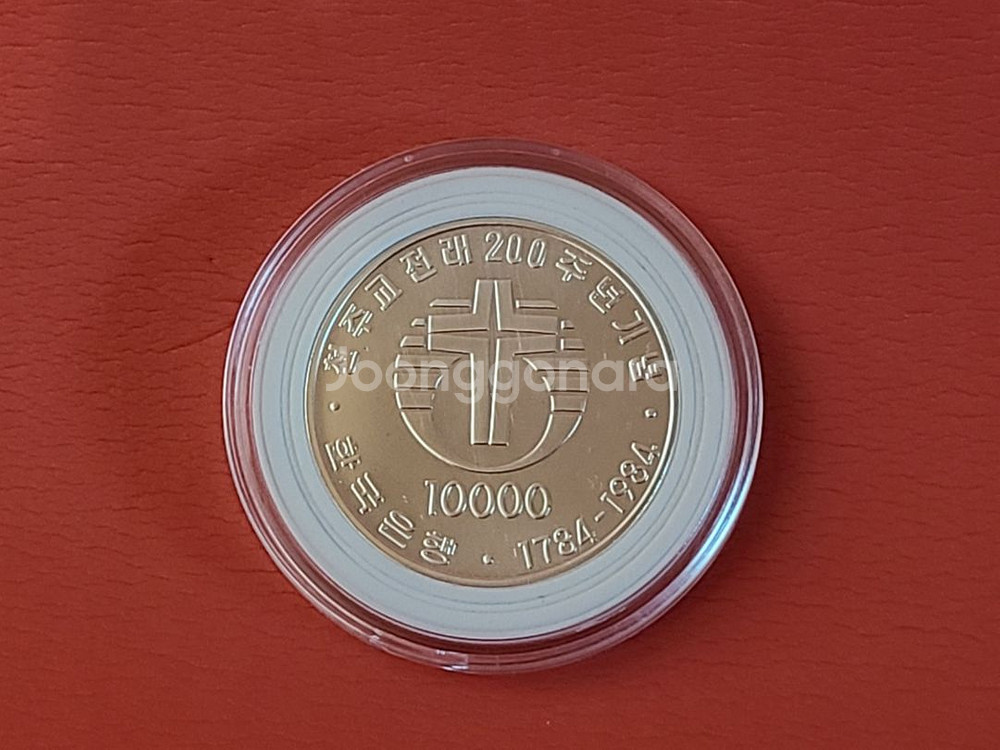 천주교전래200주년기념
Joonggonara
10000
한국은행 · 1784-1984